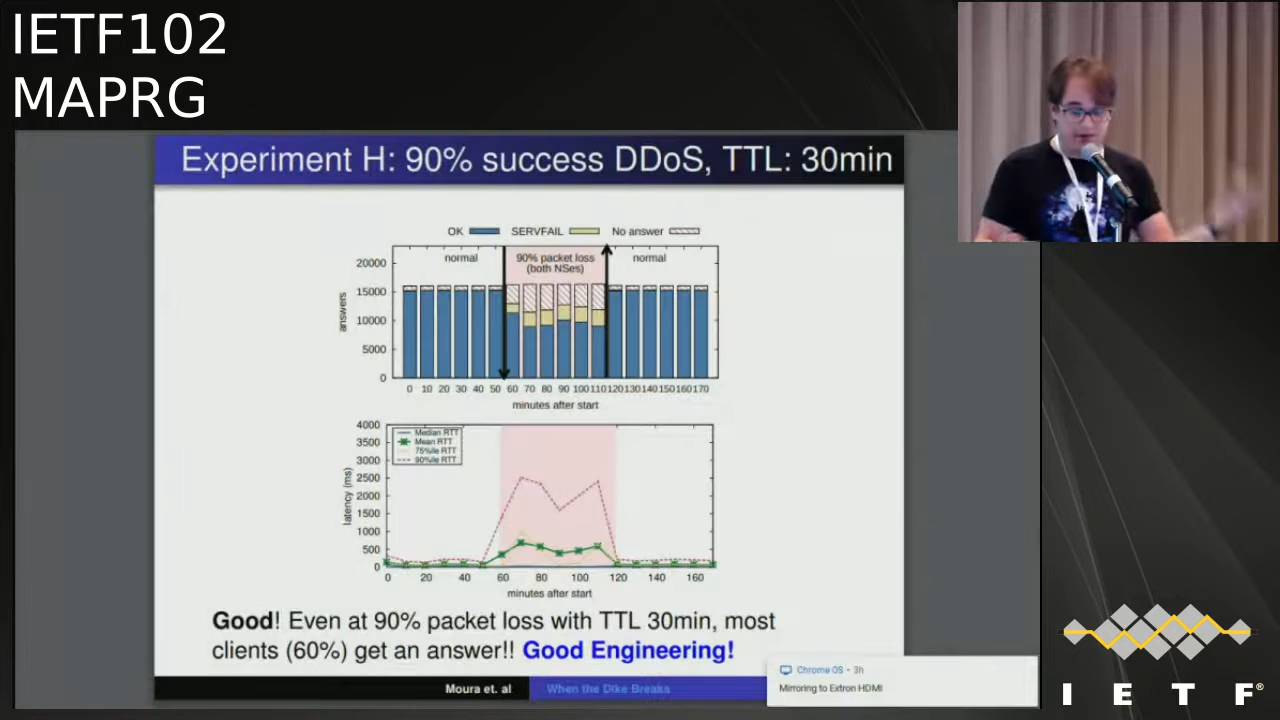 IETF102
MAPRG
Experiment H: 90% success DDoS, TTL: 30min
OK SERVFAIL No answer
normal 90% packet loss normal
(both NSes)
20000
15000
10000
5000
0
answers
0 10 20 30 40 50 60 70 80 90 100 110 120 130 140 150 160 170
minutes after start
Median RTT
Mean RTT
75%ile RTT
90%ile RTT
4000
3500
3000
2500
2000
1500
1000
500
0
latency (ms)
0 20 40 60 80 100 120 140 160
minutes after start
Good! Even at 90% packet loss with TTL 30min, most
clients (60%) get an answer!! Good Engineering!
Moura et. al When the Dike Breaks
Chrome OS • 3h
Mirroring to Extron HDMI
I E T F®